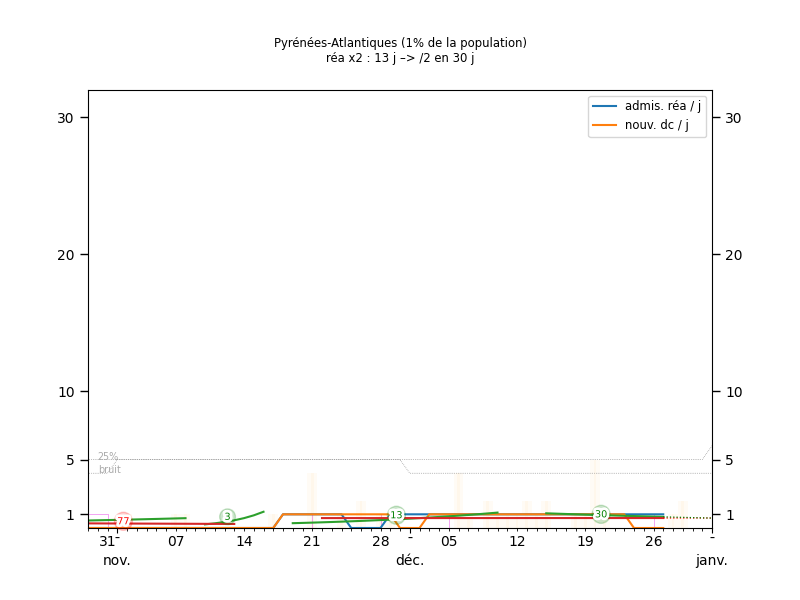 Pyrénées-Atlantiques (1% de la population)
réa x2 : 13 j –> /2 en 30 j
admis. réa / j
nouv. dc / j
30 30
20 20
10 10
5 5
1 1
25%
bruit
77 3 13 30
31 07 14 21 28 05 12 19 26
nov. déc. janv.